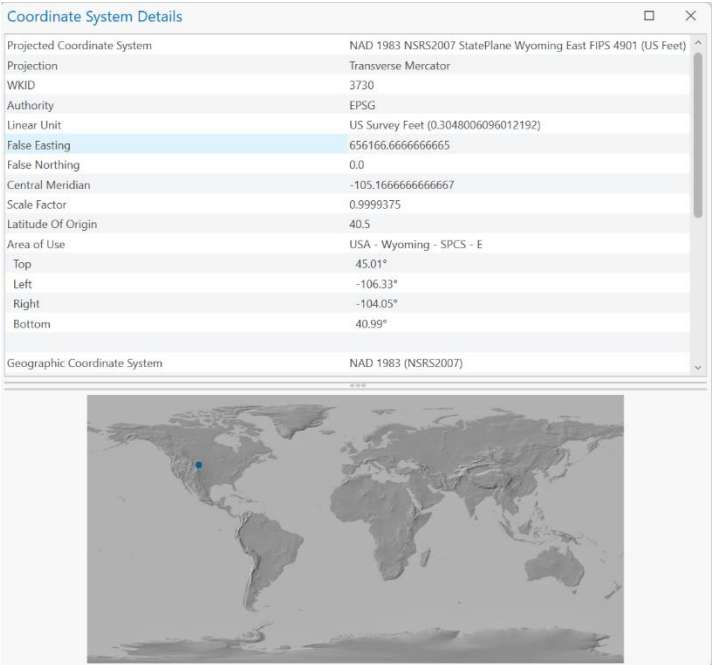 Coordinate System Details
Projected Coordinate System NAD 1983 NSRS2007 StatePlane Wyoming East FIPS 4901 (US Feet)
Projection Transverse Mercator
WKID 3730
Authority EPSG
Linear Unit US Survey Feet (0.3048006096012192)
False Easting 656166.6666666665
False Northing 0.0
Central Meridian -105.1666666666667
Scale Factor 0.9999375
Latitude Of Origin 40.5
Area of Use USA - Wyoming - SPCS - E
Top 45.01°
Left -106.33°
Right -104.05°
Bottom 40.99°
Geographic Coordinate System NAD 1983 (NSRS2007)